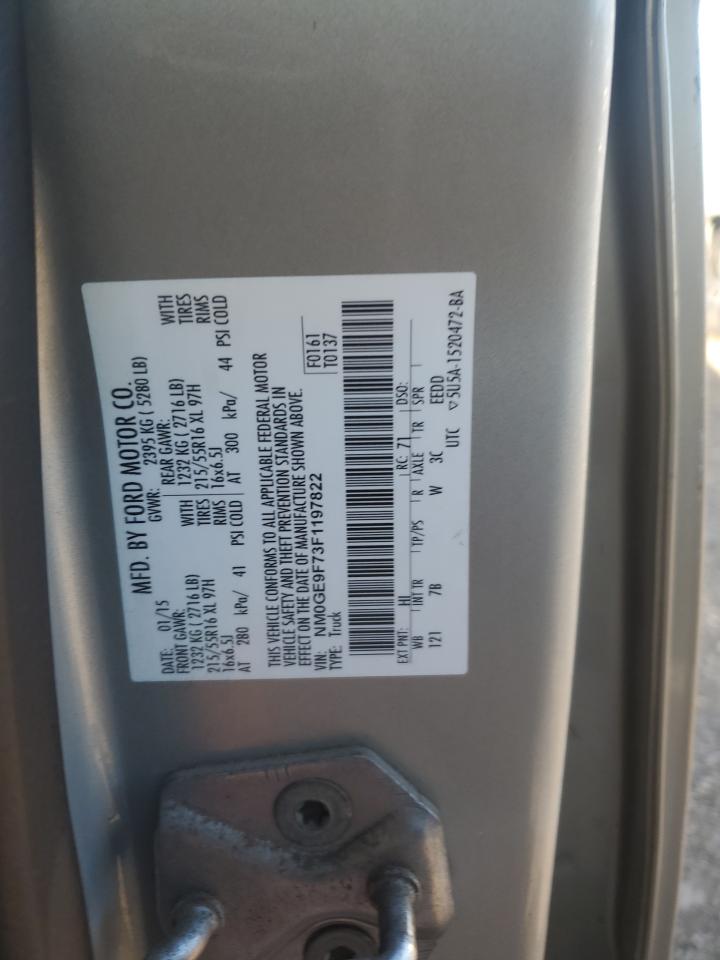 MFD. BY FORD MOTOR CO.
DATE: 01/15 GVWR: 2395 KG ( 5280 LB)
FRONT GAWR: REAR GAWR:
1232 KG ( 2716 LB) WITH 1232 KG ( 2716 LB) WITH
215/55R16 XL 97H TIRES 215/55R16 XL 97H TIRES
16x6.5J RIMS 16x6.5J RIMS
AT 280 kPa/ 41 PSI COLD AT 300 kPa/ 44 PSI COLD
THIS VEHICLE CONFORMS TO ALL APPLICABLE FEDERAL MOTOR
VEHICLE SAFETY AND THEFT PREVENTION STANDARDS IN
EFFECT ON THE DATE OF MANUFACTURE SHOWN ABOVE.
VIN: NM0GE9F73F1197822 F0161
TYPE: Truck T0137
EXT PNT: HI RC: 71 DSO:
WB INT TR TP/PS R AXLE TR SPR
121 7B W 3C EEDD
UTC ▽5U5A-1520472-BA